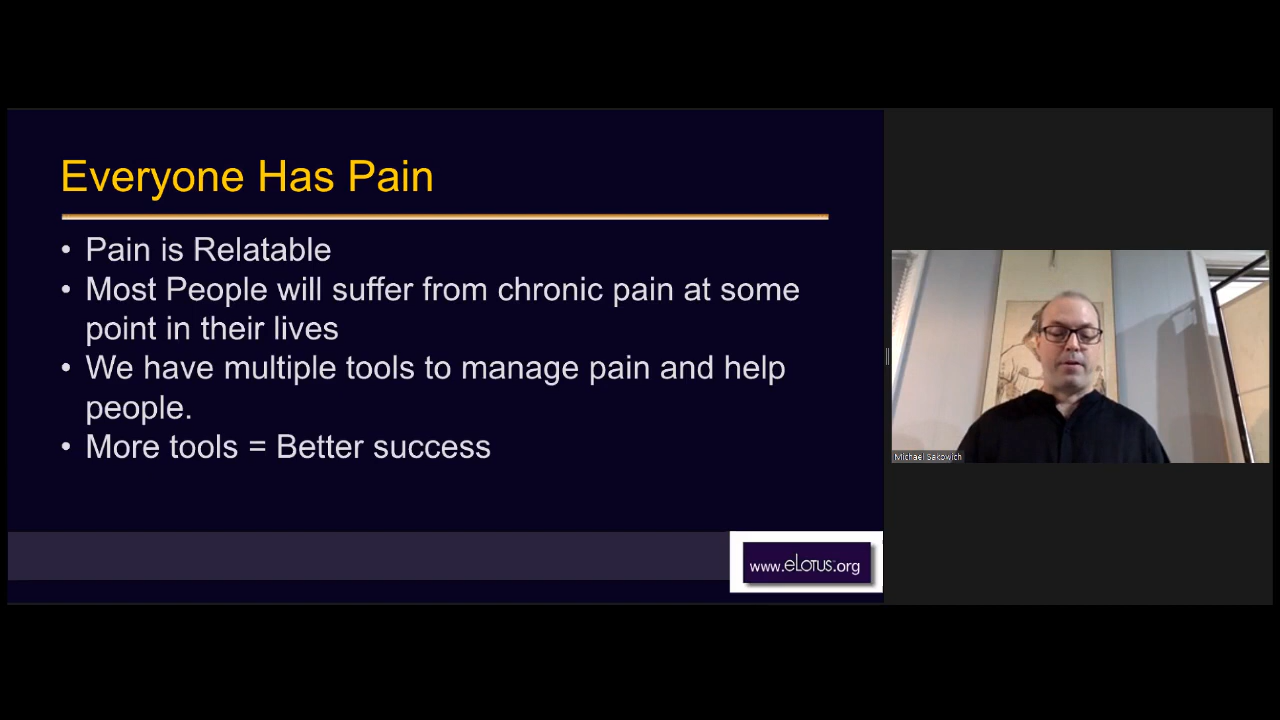 Everyone Has Pain
• Pain is Relatable
• Most People will suffer from chronic pain at some
point in their lives
• We have multiple tools to manage pain and help
people.
• More tools = Better success
www.eLotus.org
Michael Sakowich